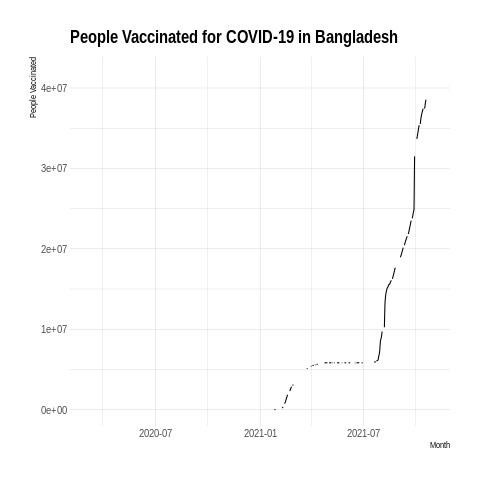 People Vaccinated for COVID-19 in Bangladesh
People Vaccinated
4e+07
3e+07
2e+07
1e+07
0e+00
2020-07
2021-01
2021-07
Month